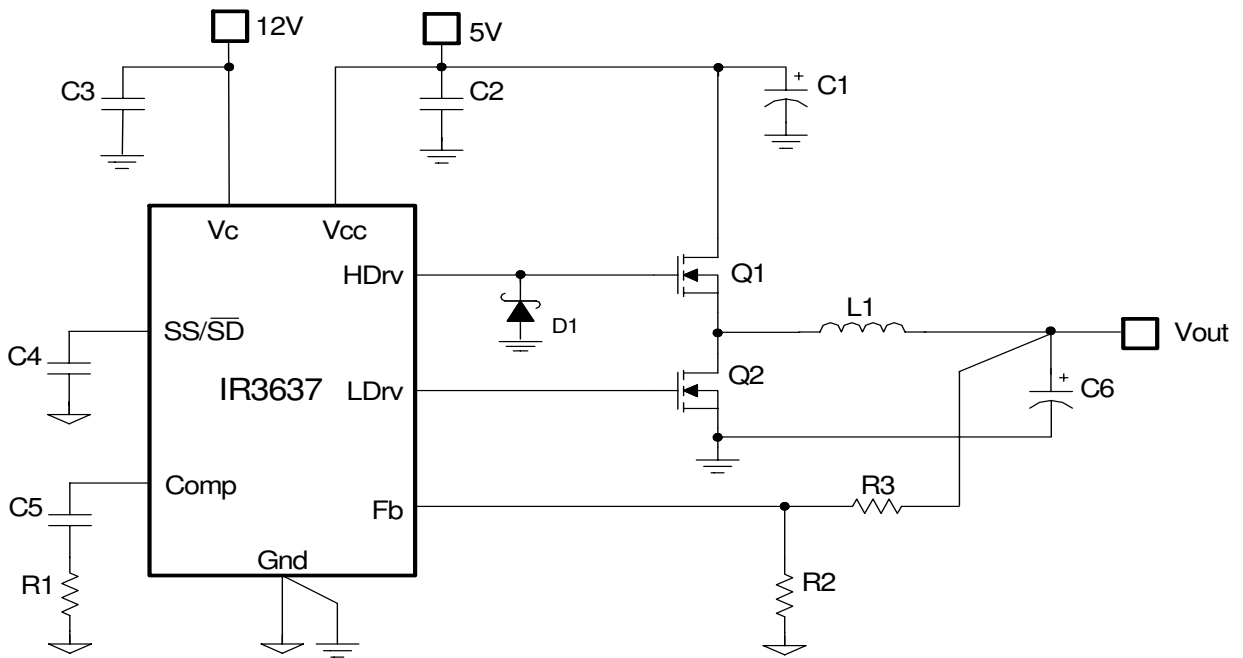 12V
5V
C3
C2
+
C1
Vc
Vcc
HDrv
Q1
D1
L1
SS/S̅D̅
Vout
C4
IR3637
LDrv
Q2
+
C6
Comp
R3
C5
Fb
Gnd
R1
R2